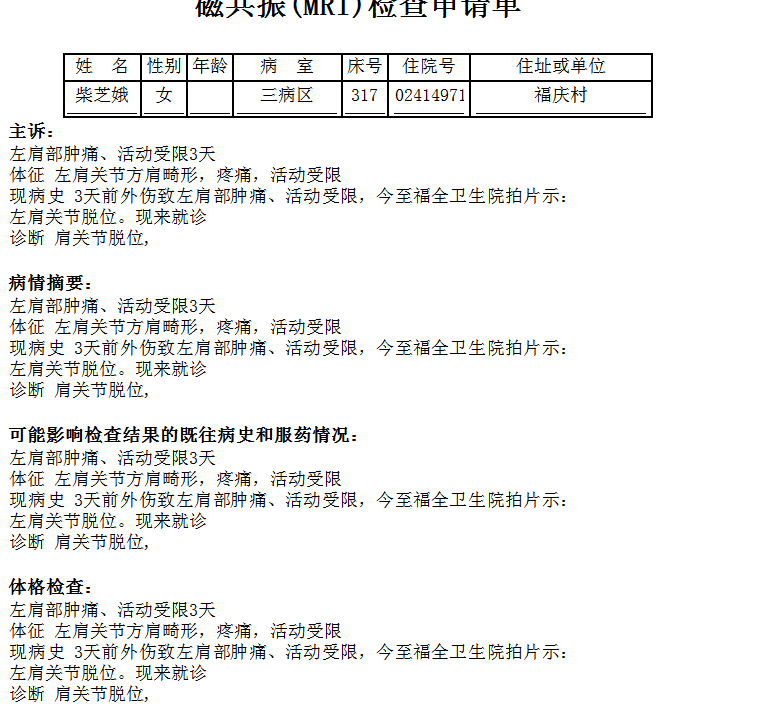 磁共振(MRI)检查申请单
姓 名 性别 年龄 病 室 床号 住院号 住址或单位
柴芝娥 女 三病区 317 02414971 福庆村
主诉：
左肩部肿痛、活动受限3天
体征 左肩关节方肩畸形，疼痛，活动受限
现病史 3天前外伤致左肩部肿痛、活动受限，今至福全卫生院拍片示：
左肩关节脱位。现来就诊
诊断 肩关节脱位,
病情摘要：
左肩部肿痛、活动受限3天
体征 左肩关节方肩畸形，疼痛，活动受限
现病史 3天前外伤致左肩部肿痛、活动受限，今至福全卫生院拍片示：
左肩关节脱位。现来就诊
诊断 肩关节脱位,
可能影响检查结果的既往病史和服药情况：
左肩部肿痛、活动受限3天
体征 左肩关节方肩畸形，疼痛，活动受限
现病史 3天前外伤致左肩部肿痛、活动受限，今至福全卫生院拍片示：
左肩关节脱位。现来就诊
诊断 肩关节脱位,
体格检查：
左肩部肿痛、活动受限3天
体征 左肩关节方肩畸形，疼痛，活动受限
现病史 3天前外伤致左肩部肿痛、活动受限，今至福全卫生院拍片示：
左肩关节脱位。现来就诊
诊断 肩关节脱位,